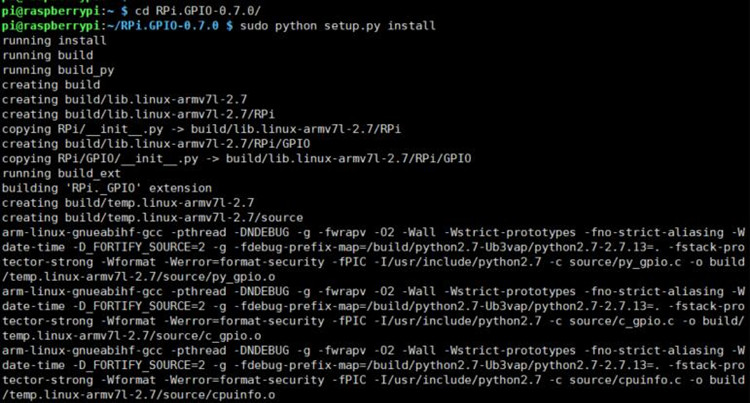 pi@raspberrypi:~ $ cd RPi.GPIO-0.7.0/
pi@raspberrypi:~/RPi.GPIO-0.7.0 $ sudo python setup.py install
running install
running build
running build_py
creating build
creating build/lib.linux-armv7l-2.7
creating build/lib.linux-armv7l-2.7/RPi
copying RPi/__init__.py -> build/lib.linux-armv7l-2.7/RPi
creating build/lib.linux-armv7l-2.7/RPi/GPIO
copying RPi/GPIO/__init__.py -> build/lib.linux-armv7l-2.7/RPi/GPIO
running build_ext
building 'RPi._GPIO' extension
creating build/temp.linux-armv7l-2.7
creating build/temp.linux-armv7l-2.7/source
arm-linux-gnueabihf-gcc -pthread -DNDEBUG -g -fwrapv -O2 -Wall -Wstrict-prototypes -fno-strict-aliasing -W
date-time -D_FORTIFY_SOURCE=2 -g -fdebug-prefix-map=/build/python2.7-Ub3vap/python2.7-2.7.13=. -fstack-pro
tector-strong -Wformat -Werror=format-security -fPIC -I/usr/include/python2.7 -c source/py_gpio.c -o build
/temp.linux-armv7l-2.7/source/py_gpio.o
arm-linux-gnueabihf-gcc -pthread -DNDEBUG -g -fwrapv -O2 -Wall -Wstrict-prototypes -fno-strict-aliasing -W
date-time -D_FORTIFY_SOURCE=2 -g -fdebug-prefix-map=/build/python2.7-Ub3vap/python2.7-2.7.13=. -fstack-pro
tector-strong -Wformat -Werror=format-security -fPIC -I/usr/include/python2.7 -c source/c_gpio.c -o build/
temp.linux-armv7l-2.7/source/c_gpio.o
arm-linux-gnueabihf-gcc -pthread -DNDEBUG -g -fwrapv -O2 -Wall -Wstrict-prototypes -fno-strict-aliasing -W
date-time -D_FORTIFY_SOURCE=2 -g -fdebug-prefix-map=/build/python2.7-Ub3vap/python2.7-2.7.13=. -fstack-pro
tector-strong -Wformat -Werror=format-security -fPIC -I/usr/include/python2.7 -c source/cpuinfo.c -o build
/temp.linux-armv7l-2.7/source/cpuinfo.o